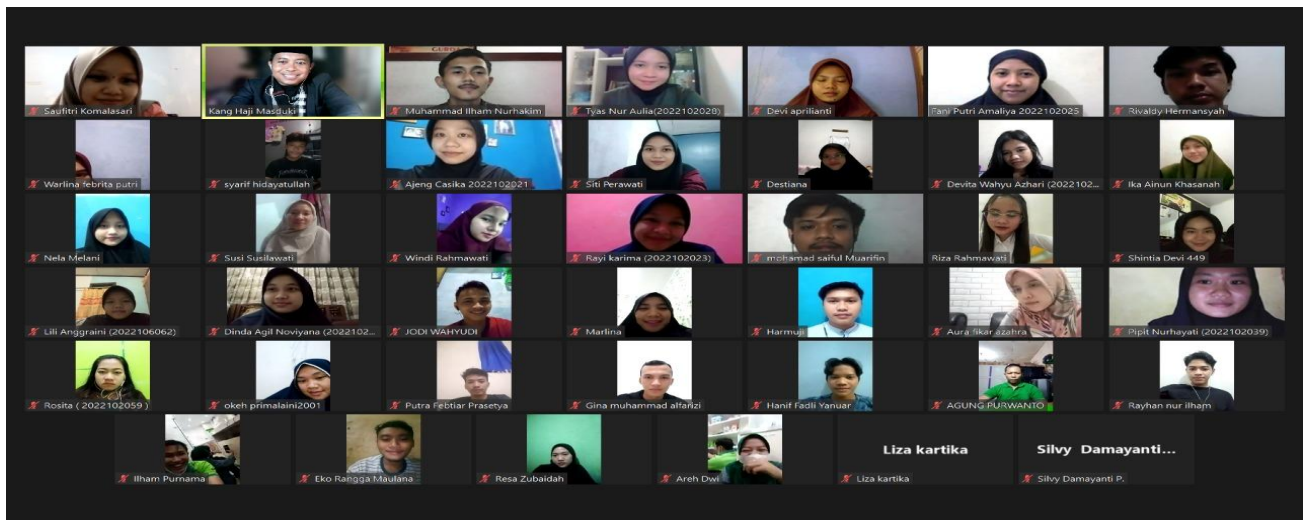 Saufitri Komalasari
Kang Haji Masduki
Muhammad Ilham Nurhakim
Tyas Nur Aulia(2022102028)
Devi aprilianti
Fani Putri Amaliya 2022102025
Rivaldy Hermansyah
Warlina febrita putri
syarif hidayatullah
Ajeng Casika 2022102021
Siti Perawati
Destiana
Devita Wahyu Azhari (2022102...
Ika Ainun Khasanah
Nela Melani
Susi Susilawati
Windi Rahmawati
Rayi karima (2022102023)
mohamad saiful Muarifin
Riza Rahmawati
Shintia Devi 449
Lili Anggraini (2022106062)
Dinda Agil Noviyana (2022102...
JODI WAHYUDI
Marlina
Harmuji
Aura fikar azahra
Pipit Nurhayati (2022102039)
Rosita ( 2022102059 )
okeh primalaini2001
Putra Febtiar Prasetya
Gina muhammad alfarizi
Hanif Fadli Yanuar
AGUNG PURWANTO
Rayhan nur ilham
Ilham Purnama
Eko Rangga Maulana
Resa Zubaidah
Areh Dwi
Liza kartika
Liza kartika
Silvy Damayanti...
Silvy Damayanti P.